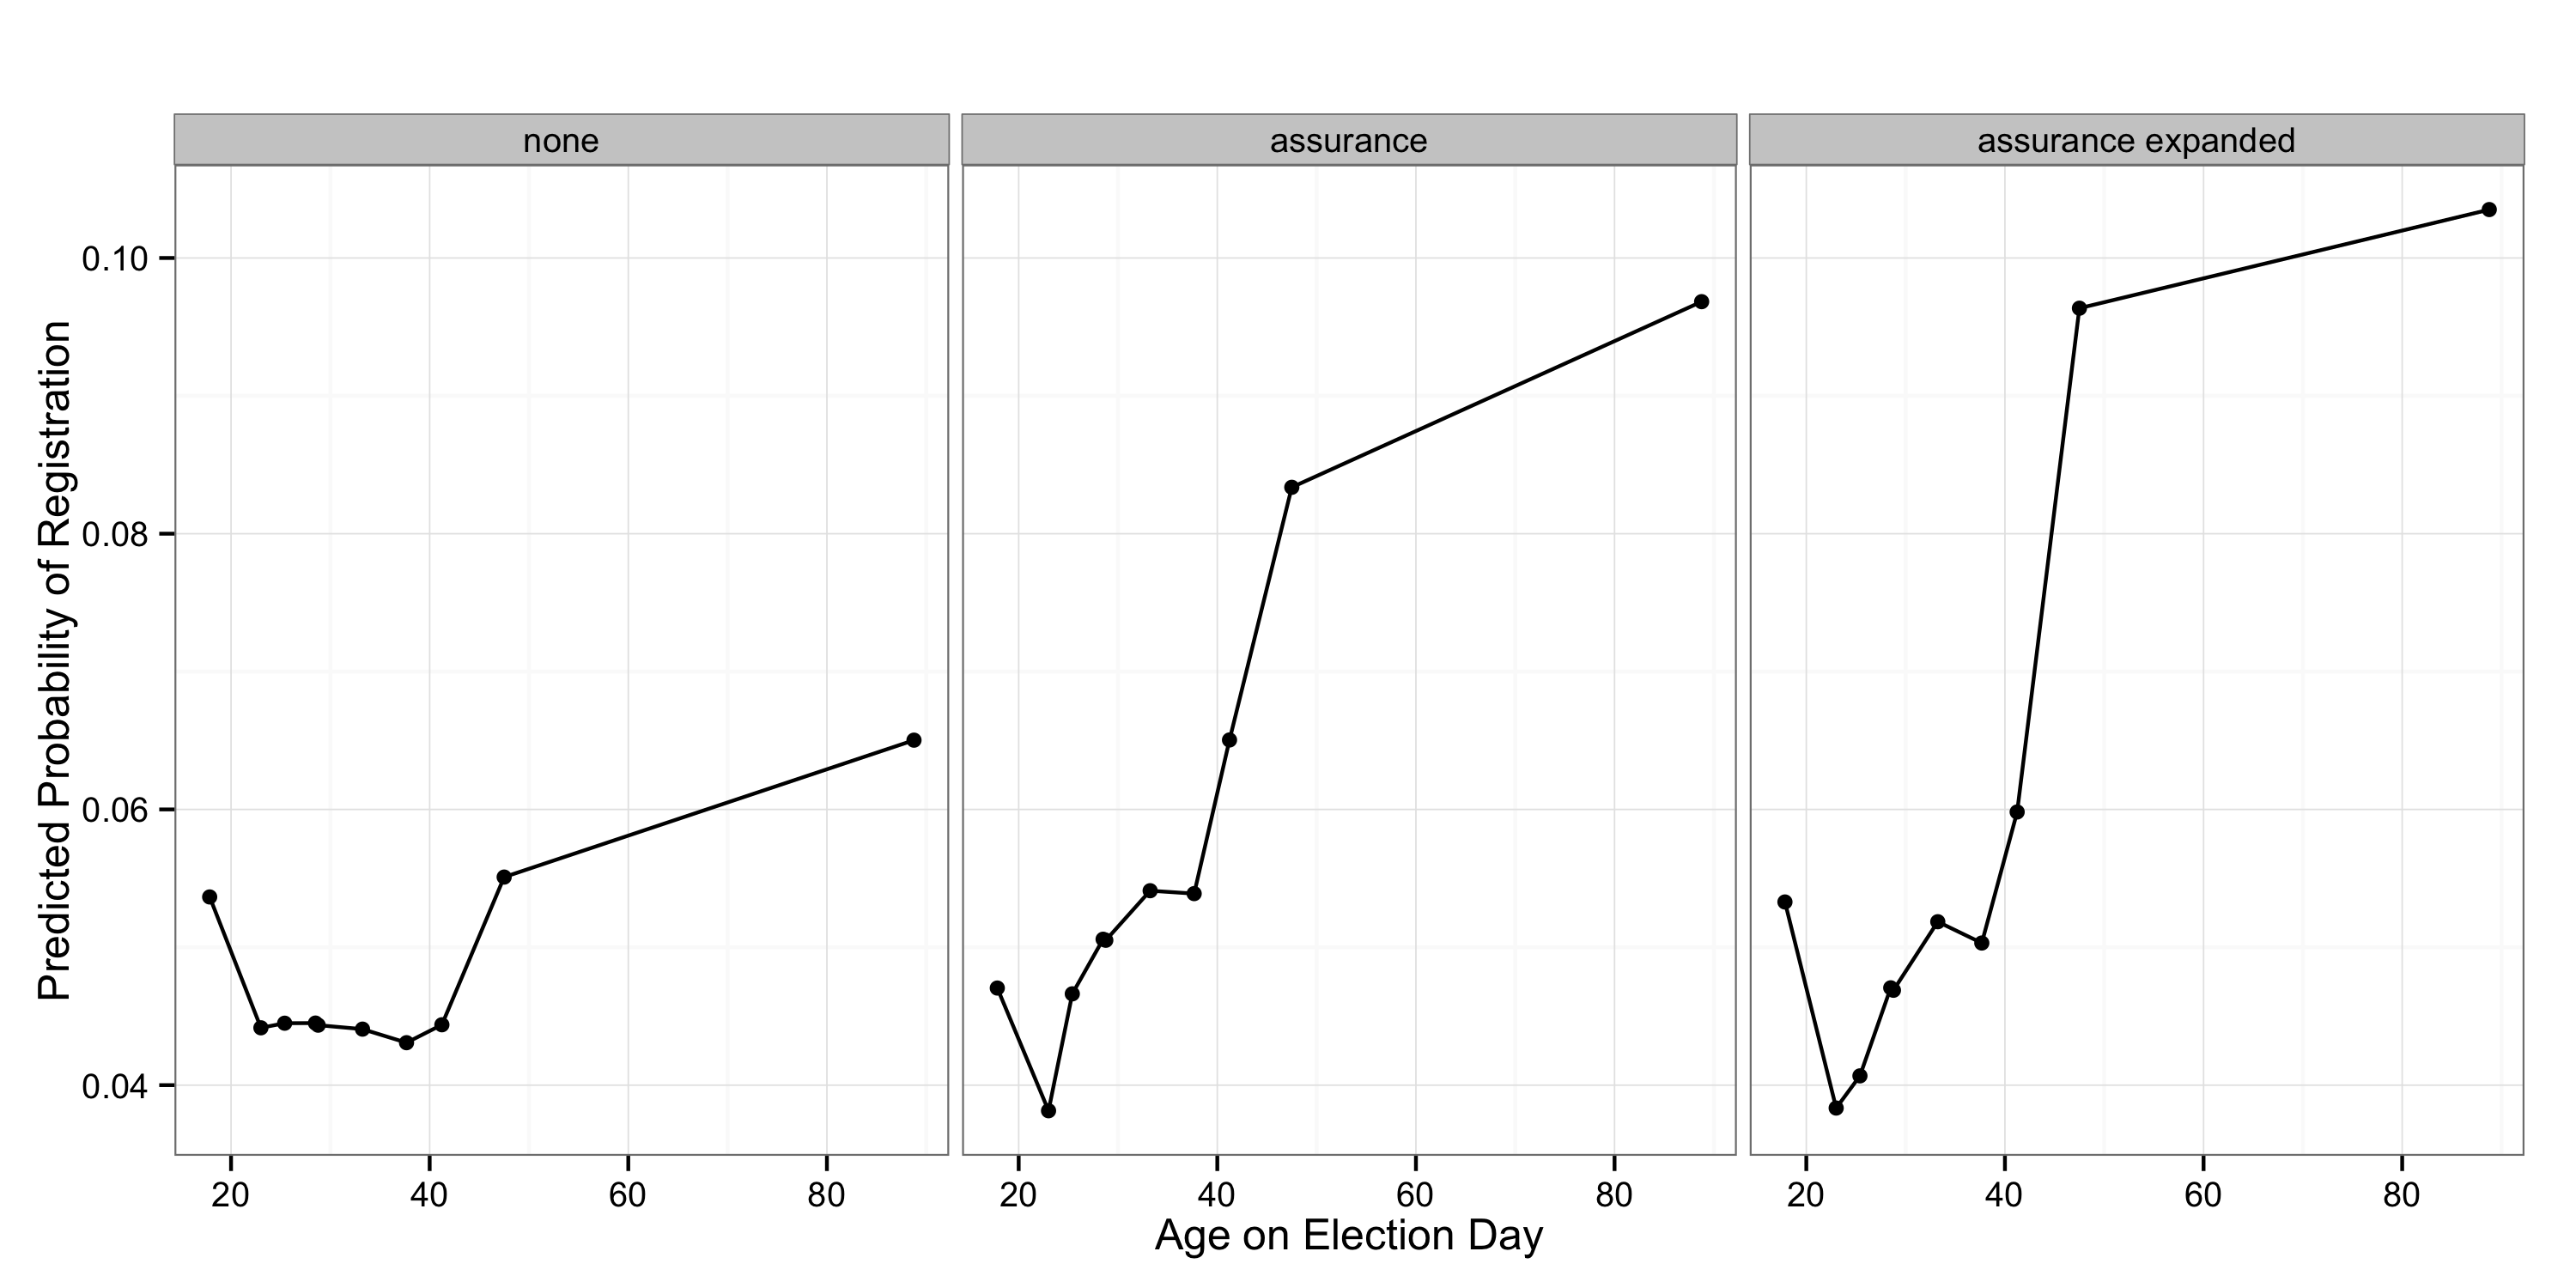 none
assurance
assurance expanded
Predicted Probability of Registration
0.10
0.08
0.06
0.04
20 40 60 80
20 40 60 80
20 40 60 80
Age on Election Day